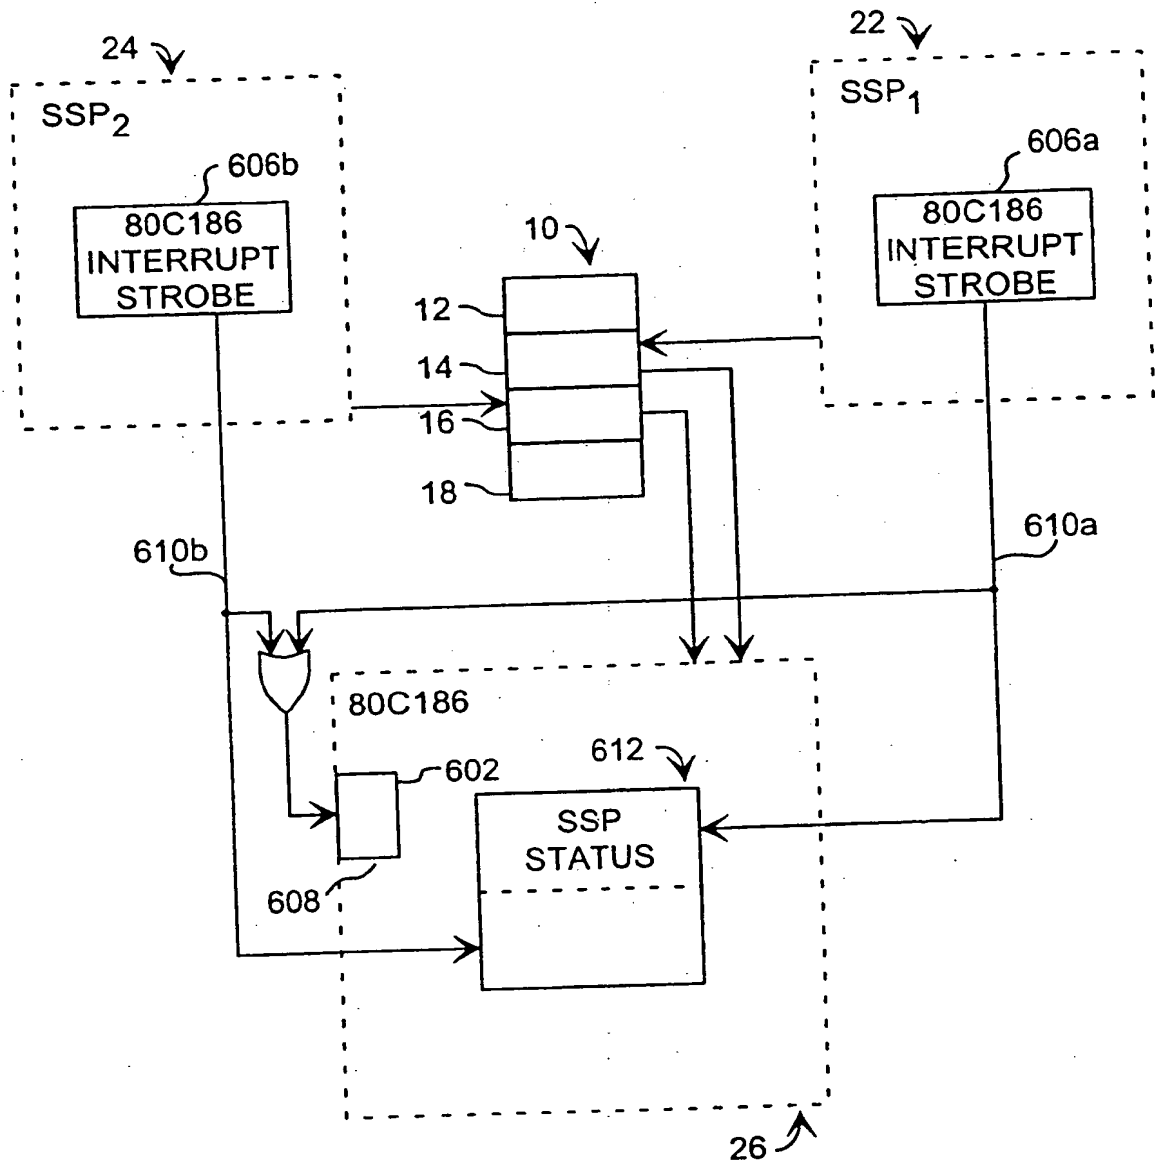 24
22
SSP2
SSP1
606b
606a
80C186
INTERRUPT
STROBE
80C186
INTERRUPT
STROBE
10
12
14
16
18
610b
610a
80C186
602
612
SSP
STATUS
608
26